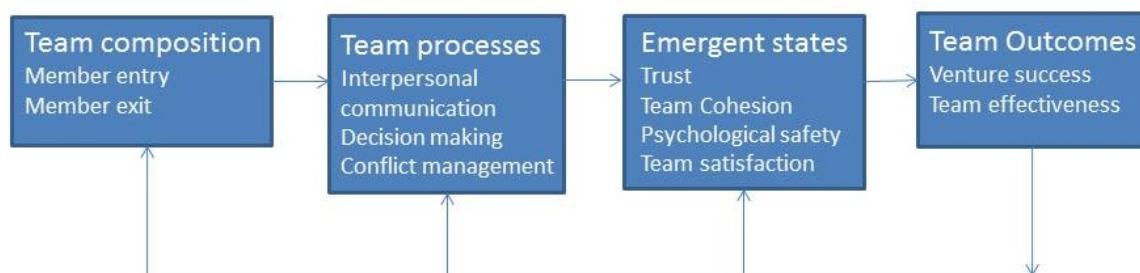 Team composition
Member entry
Member exit
Team processes
Interpersonal
communication
Decision making
Conflict management
Emergent states
Trust
Team Cohesion
Psychological safety
Team satisfaction
Team Outcomes
Venture success
Team effectiveness